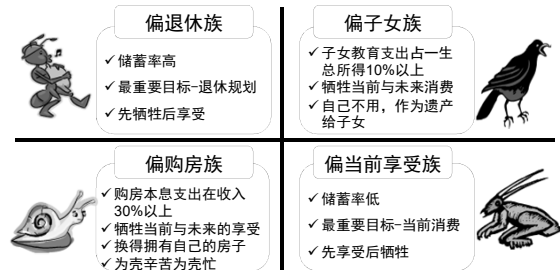 偏退休族
✓储蓄率高
✓最重要目标-退休规划
✓先牺牲后享受
偏子女族
✓子女教育支出占一生
总所得10%以上
✓牺牲当前与未来消费
✓自己不用，作为遗产
给子女
偏购房族
✓购房本息支出在收入
30%以上
✓牺牲当前与未来的享受
✓换得拥有自己的房子
✓为壳辛苦为壳忙
偏当前享受族
✓储蓄率低
✓最重要目标-当前消费
✓先享受后牺牲